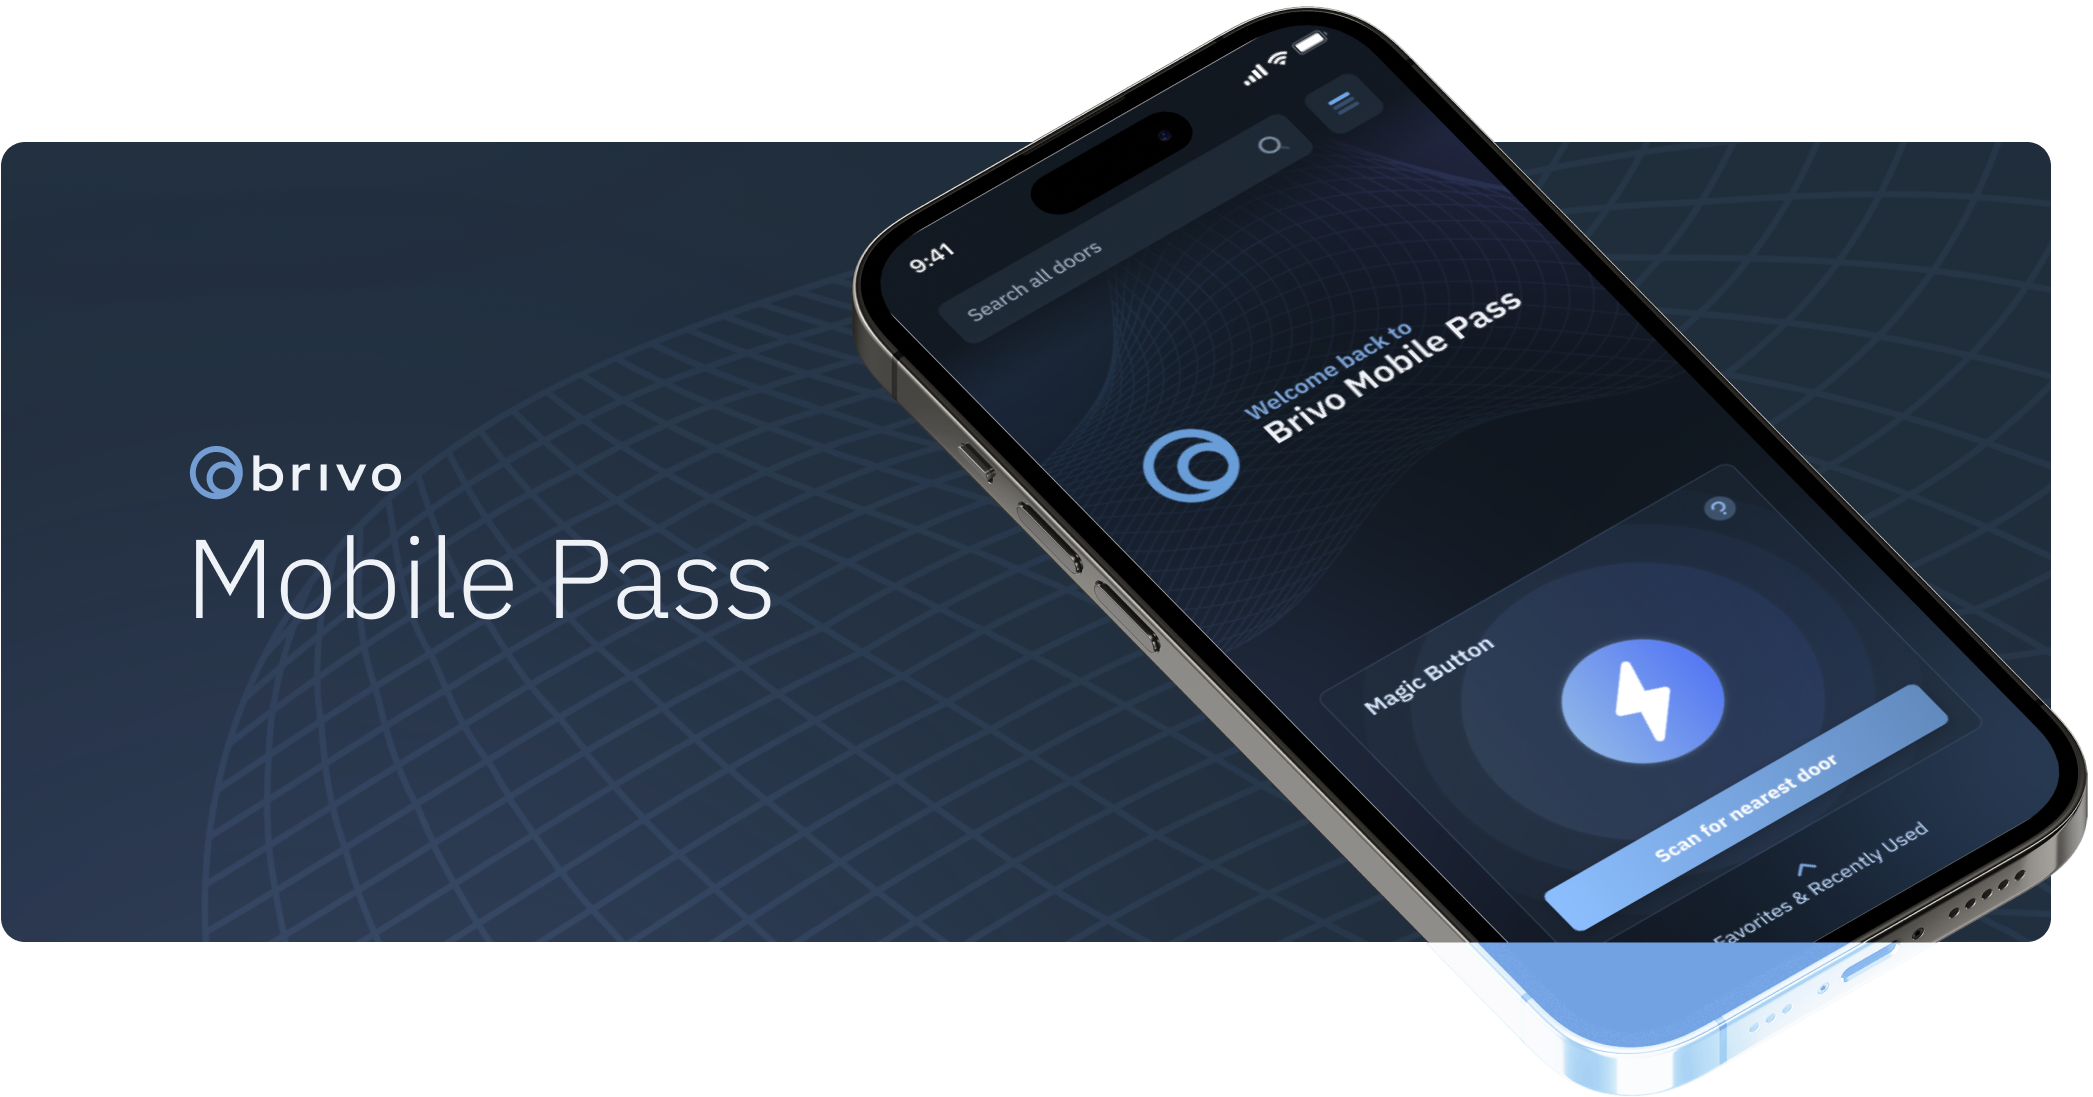 brivo
Mobile Pass
9:41
Search all doors
Welcome back to
Brivo Mobile Pass
?
Magic Button
Scan for nearest door
Favorites & Recently Used